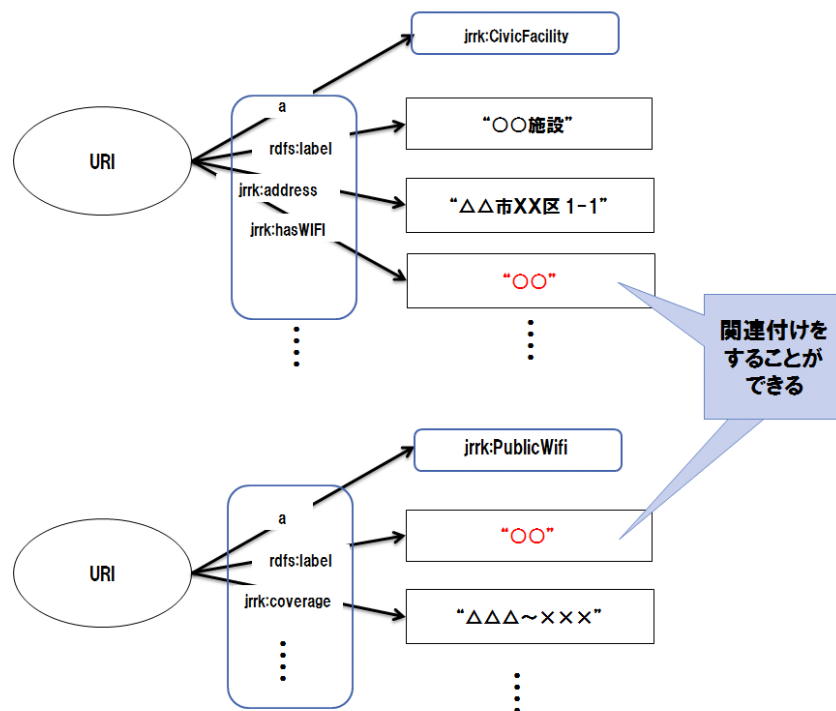 jrrk:CivicFacility
a
URI
rdfs:label
“○○施設”
jrrk:address
“△△市XX区 1-1”
jrrk:hasWIFI
“○○”
関連付けを
することが
できる
jrrk:PublicWifi
a
URI
rdfs:label
“○○”
jrrk:coverage
“△△△～×××”